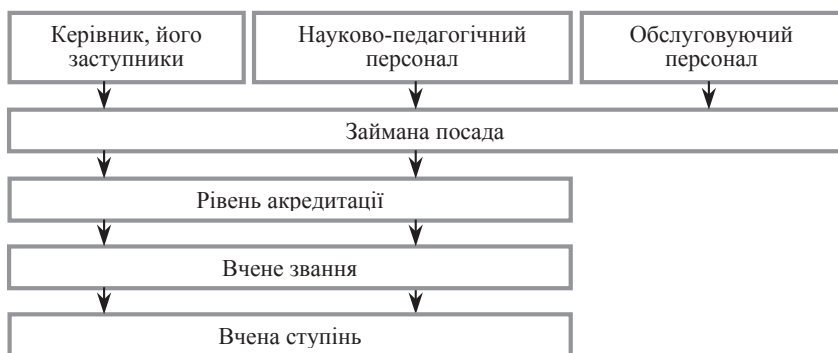 Керівник, його
заступники
Науково-педагогічний
персонал
Обслуговуючий
персонал
Займана посада
Рівень акредитації
Вчене звання
Вчена ступінь